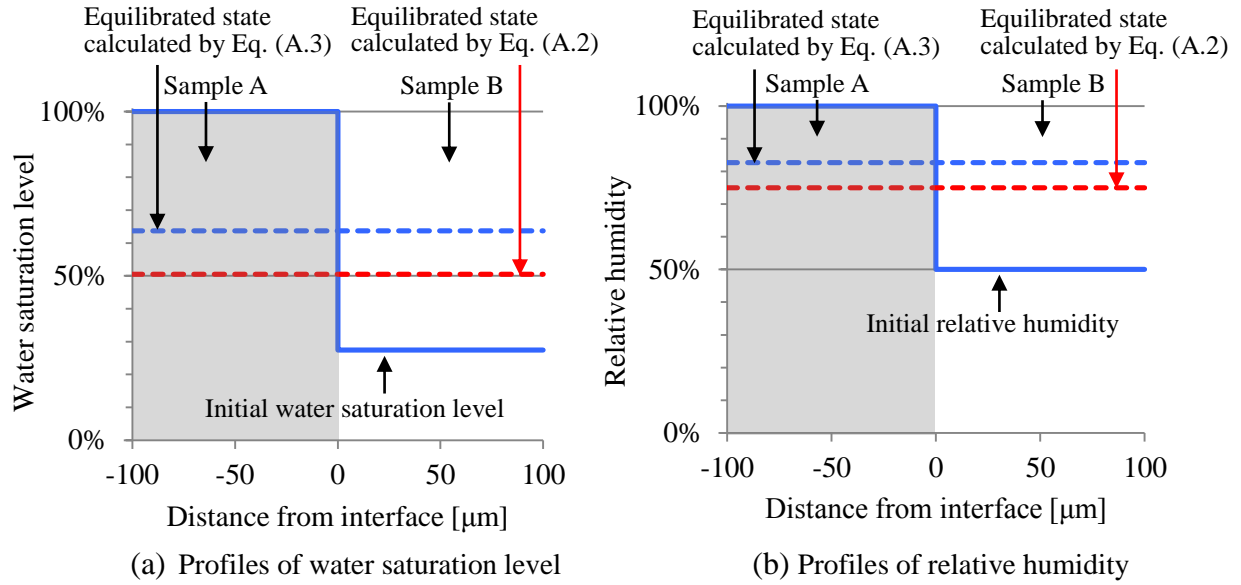 Equilibrated state
calculated by Eq. (A.3)
Equilibrated state
calculated by Eq. (A.2)
Sample A
Sample B
100%
50%
0%
Water saturation level
Initial water saturation level
-100
-50
0
50
100
Distance from interface [μm]
(a) Profiles of water saturation level
Equilibrated state
calculated by Eq. (A.3)
Equilibrated
state
calculated by Eq. (A.2)
Sample A
Sample B
100%
50%
0%
Relative humidity
Initial relative humidity
-100
-50
0
50
100
Distance from interface [μm]
(b) Profiles of relative humidity